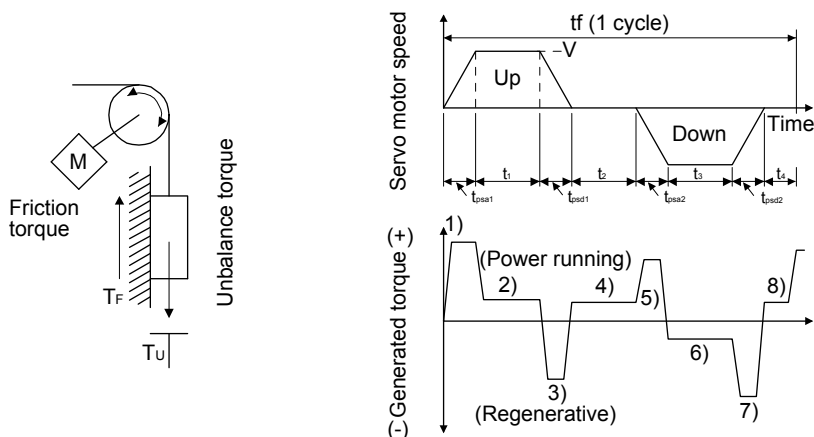 M
Friction
torque
TF
TU
Unbalance torque
Servo motor speed
tf (1 cycle)
V
Up
Down
Time
t1
t2
t3
t4
tpsa1
tpsd1
tpsa2
tpsd2
(-) Generated torque (+)
1)
(Power running)
2)
4)
5)
8)
6)
3)
(Regenerative)
7)